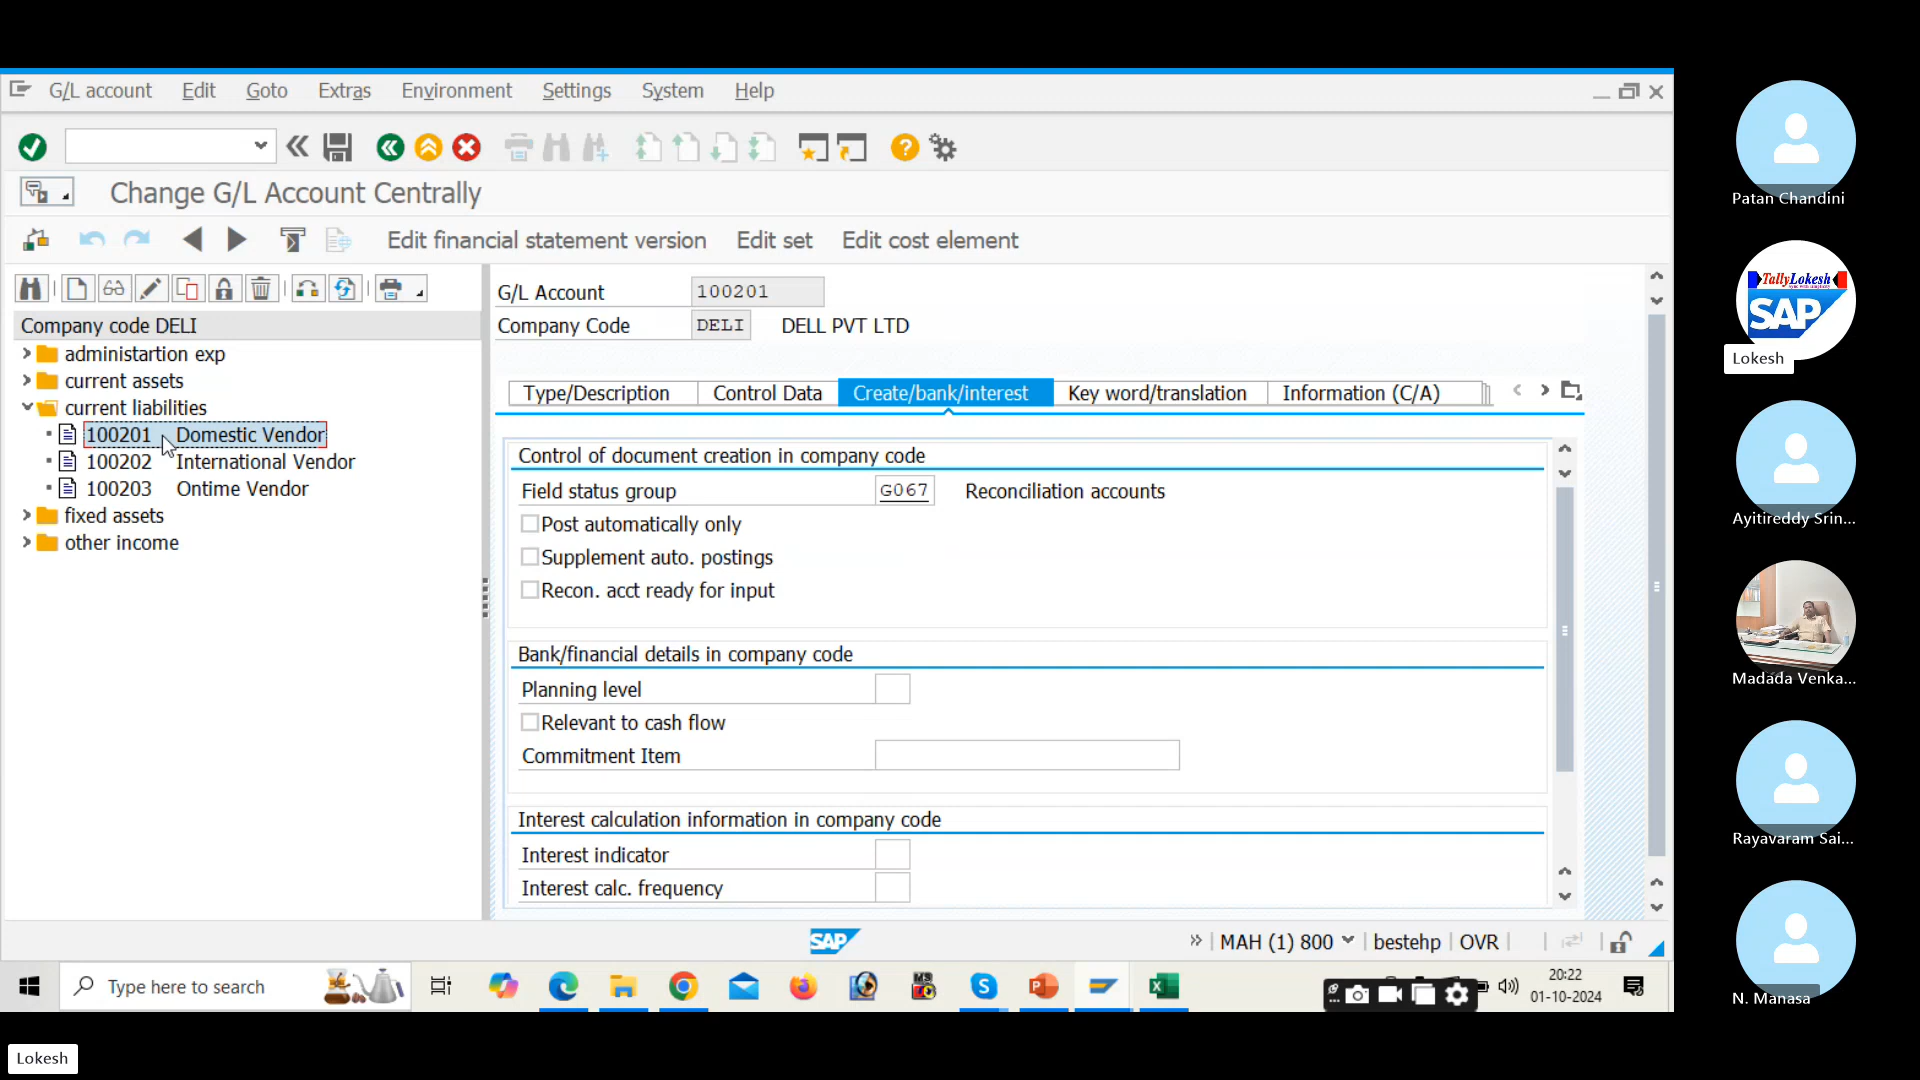 G/L account Edit Goto Extras Environment Settings System Help
Change G/L Account Centrally
Edit financial statement version Edit set Edit cost element
Company code DELI
administartion exp
current assets
current liabilities
100201 Domestic Vendor
100202 International Vendor
100203 Ontime Vendor
fixed assets
other income
G/L Account 100201
Company Code DELI DELL PVT LTD
Type/Description Control Data Create/bank/interest Key word/translation Information (C/A)
Control of document creation in company code
Field status group G067 Reconciliation accounts
Post automatically only
Supplement auto. postings
Recon. acct ready for input
Bank/financial details in company code
Planning level
Relevant to cash flow
Commitment Item
Interest calculation information in company code
Interest indicator
Interest calc. frequency
SAP
MAH (1) 800 bestehp OVR
Type here to search
20:22
01-10-2024
Patan Chandini
TallyLokesh
SAP
Lokesh
Ayitireddy Srin...
Madada Venka...
Rayavaram Sai...
N. Manasa
Lokesh